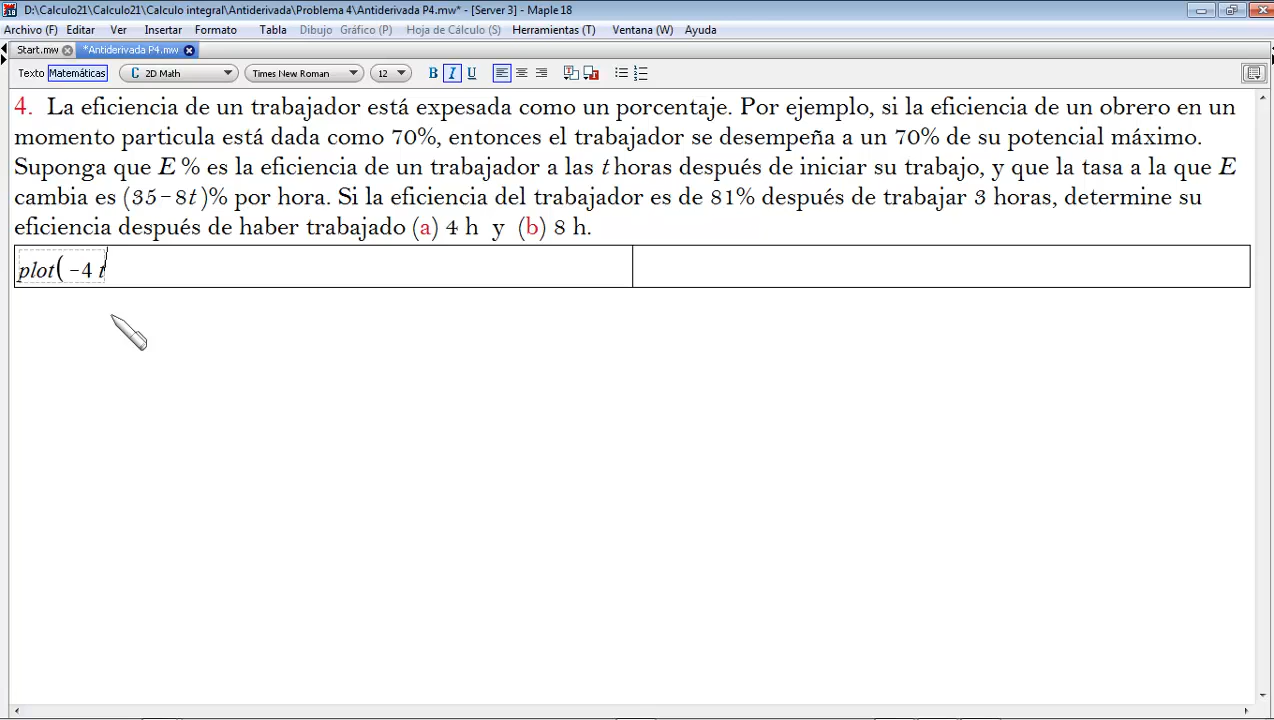 D:\Calculo21\Calculo21\Calculo integral\Antiderivada\Problema 4\Antiderivada P4.mw* - [Server 3] - Maple 18
Archivo (F) Editar Ver Insertar Formato Tabla Dibujo Gráfico (P) Hoja de Cálculo (S) Herramientas (T) Ventana (W) Ayuda
Start.mw *Antiderivada P4.mw
Texto Matemáticas C 2D Math Times New Roman 12 B I U
4. La eficiencia de un trabajador está expesada como un porcentaje. Por ejemplo, si la eficiencia de un obrero en un
momento particula está dada como 70%, entonces el trabajador se desempeña a un 70% de su potencial máximo.
Suponga que E % es la eficiencia de un trabajador a las t horas después de iniciar su trabajo, y que la tasa a la que E
cambia es (35-8t)% por hora. Si la eficiencia del trabajador es de 81% después de trabajar 3 horas, determine su
eficiencia después de haber trabajado (a) 4 h y (b) 8 h.
plot( -4 t